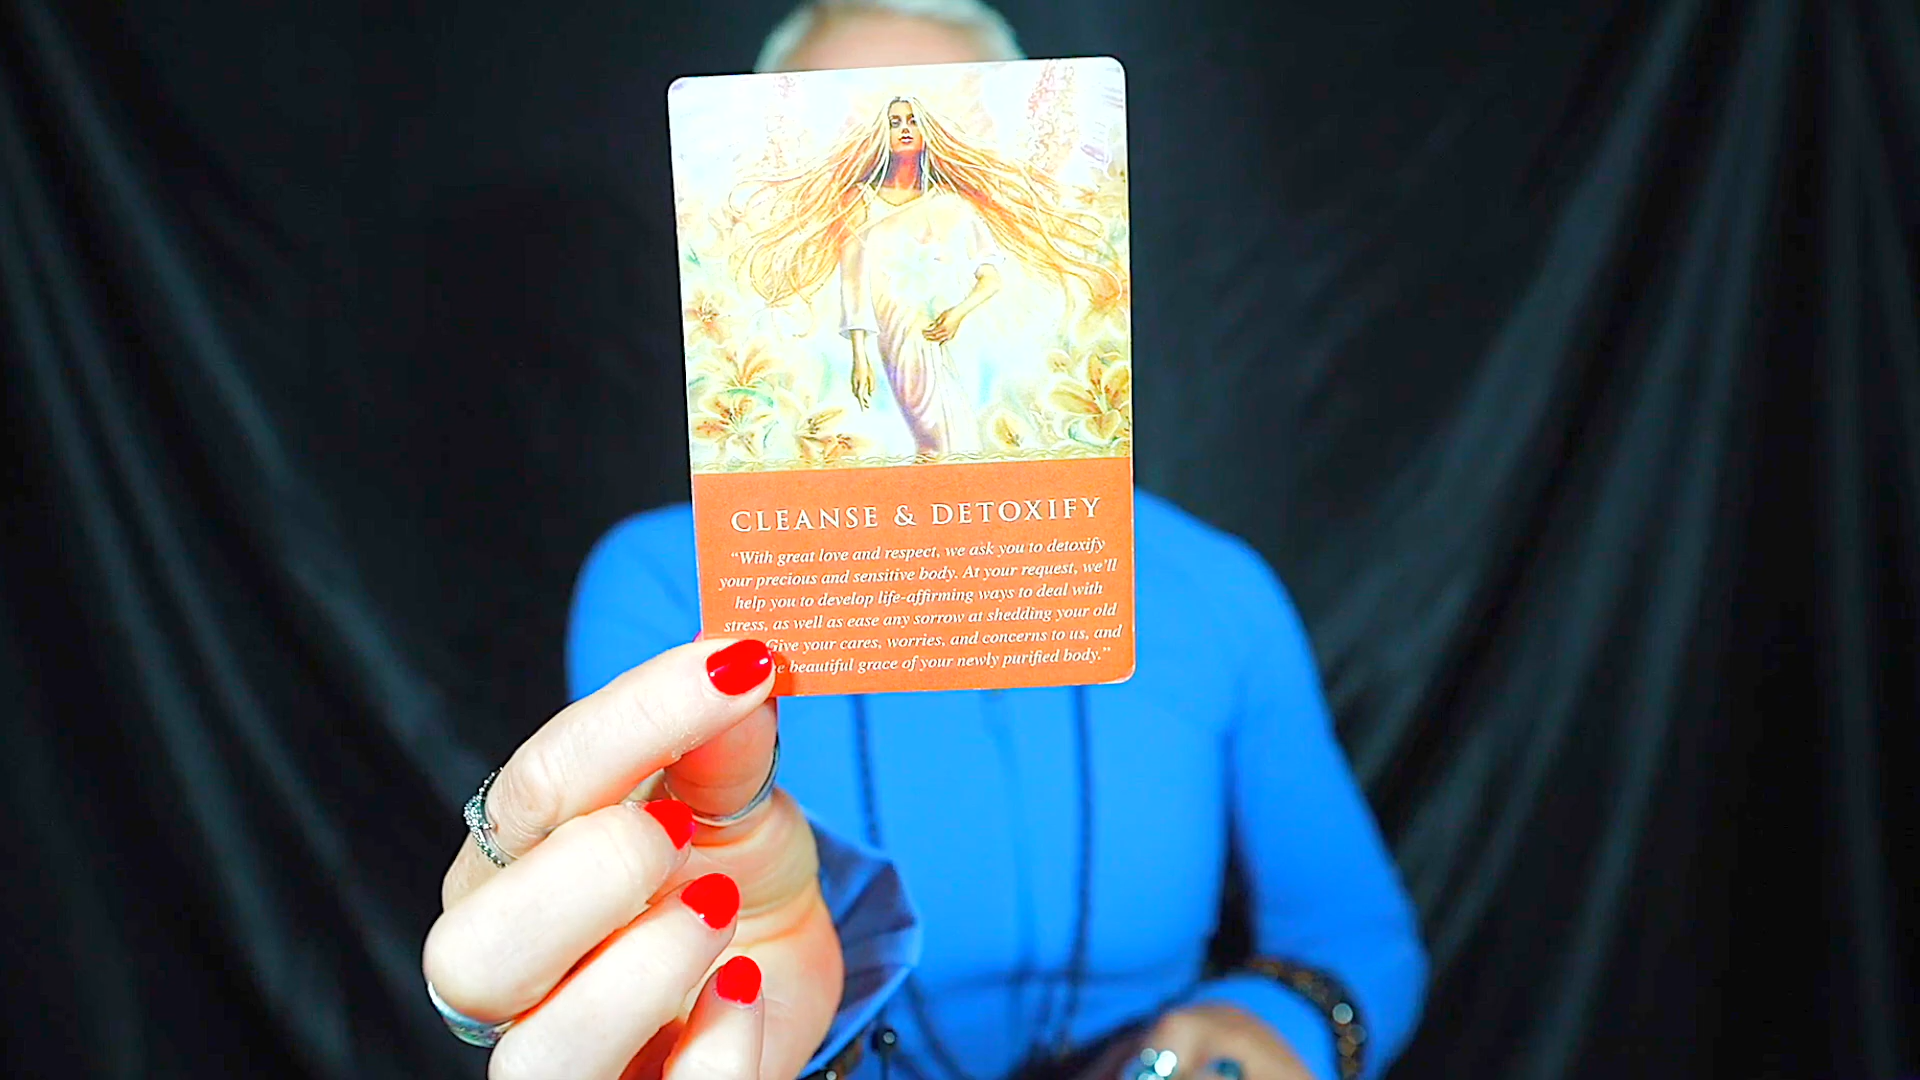 CLEANSE & DETOXIFY
“With great love and respect, we ask you to detoxify
your precious and sensitive body. At your request, we’ll
help you to develop life-affirming ways to deal with
stress, as well as ease any sorrow at shedding your old
Give your cares, worries, and concerns to us, and
beautiful grace of your newly purified body.”